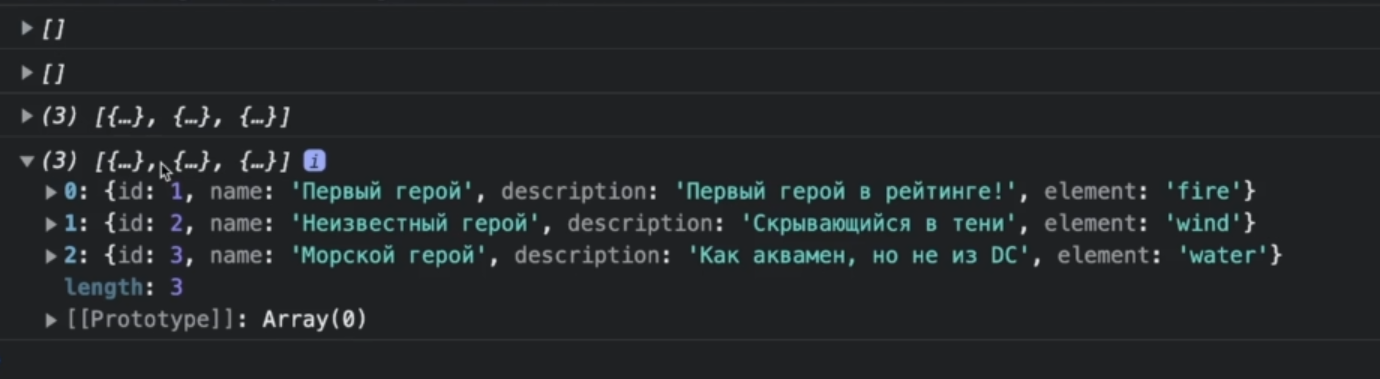 []
[]
(3) [{…}, {…}, {…}]
(3) [{…}, {…}, {…}] i
0: {id: 1, name: 'Первый герой', description: 'Первый герой в рейтинге!', element: 'fire'}
1: {id: 2, name: 'Неизвестный герой', description: 'Скрывающийся в тени', element: 'wind'}
2: {id: 3, name: 'Морской герой', description: 'Как аквамен, но не из DC', element: 'water'}
length: 3
[[Prototype]]: Array(0)